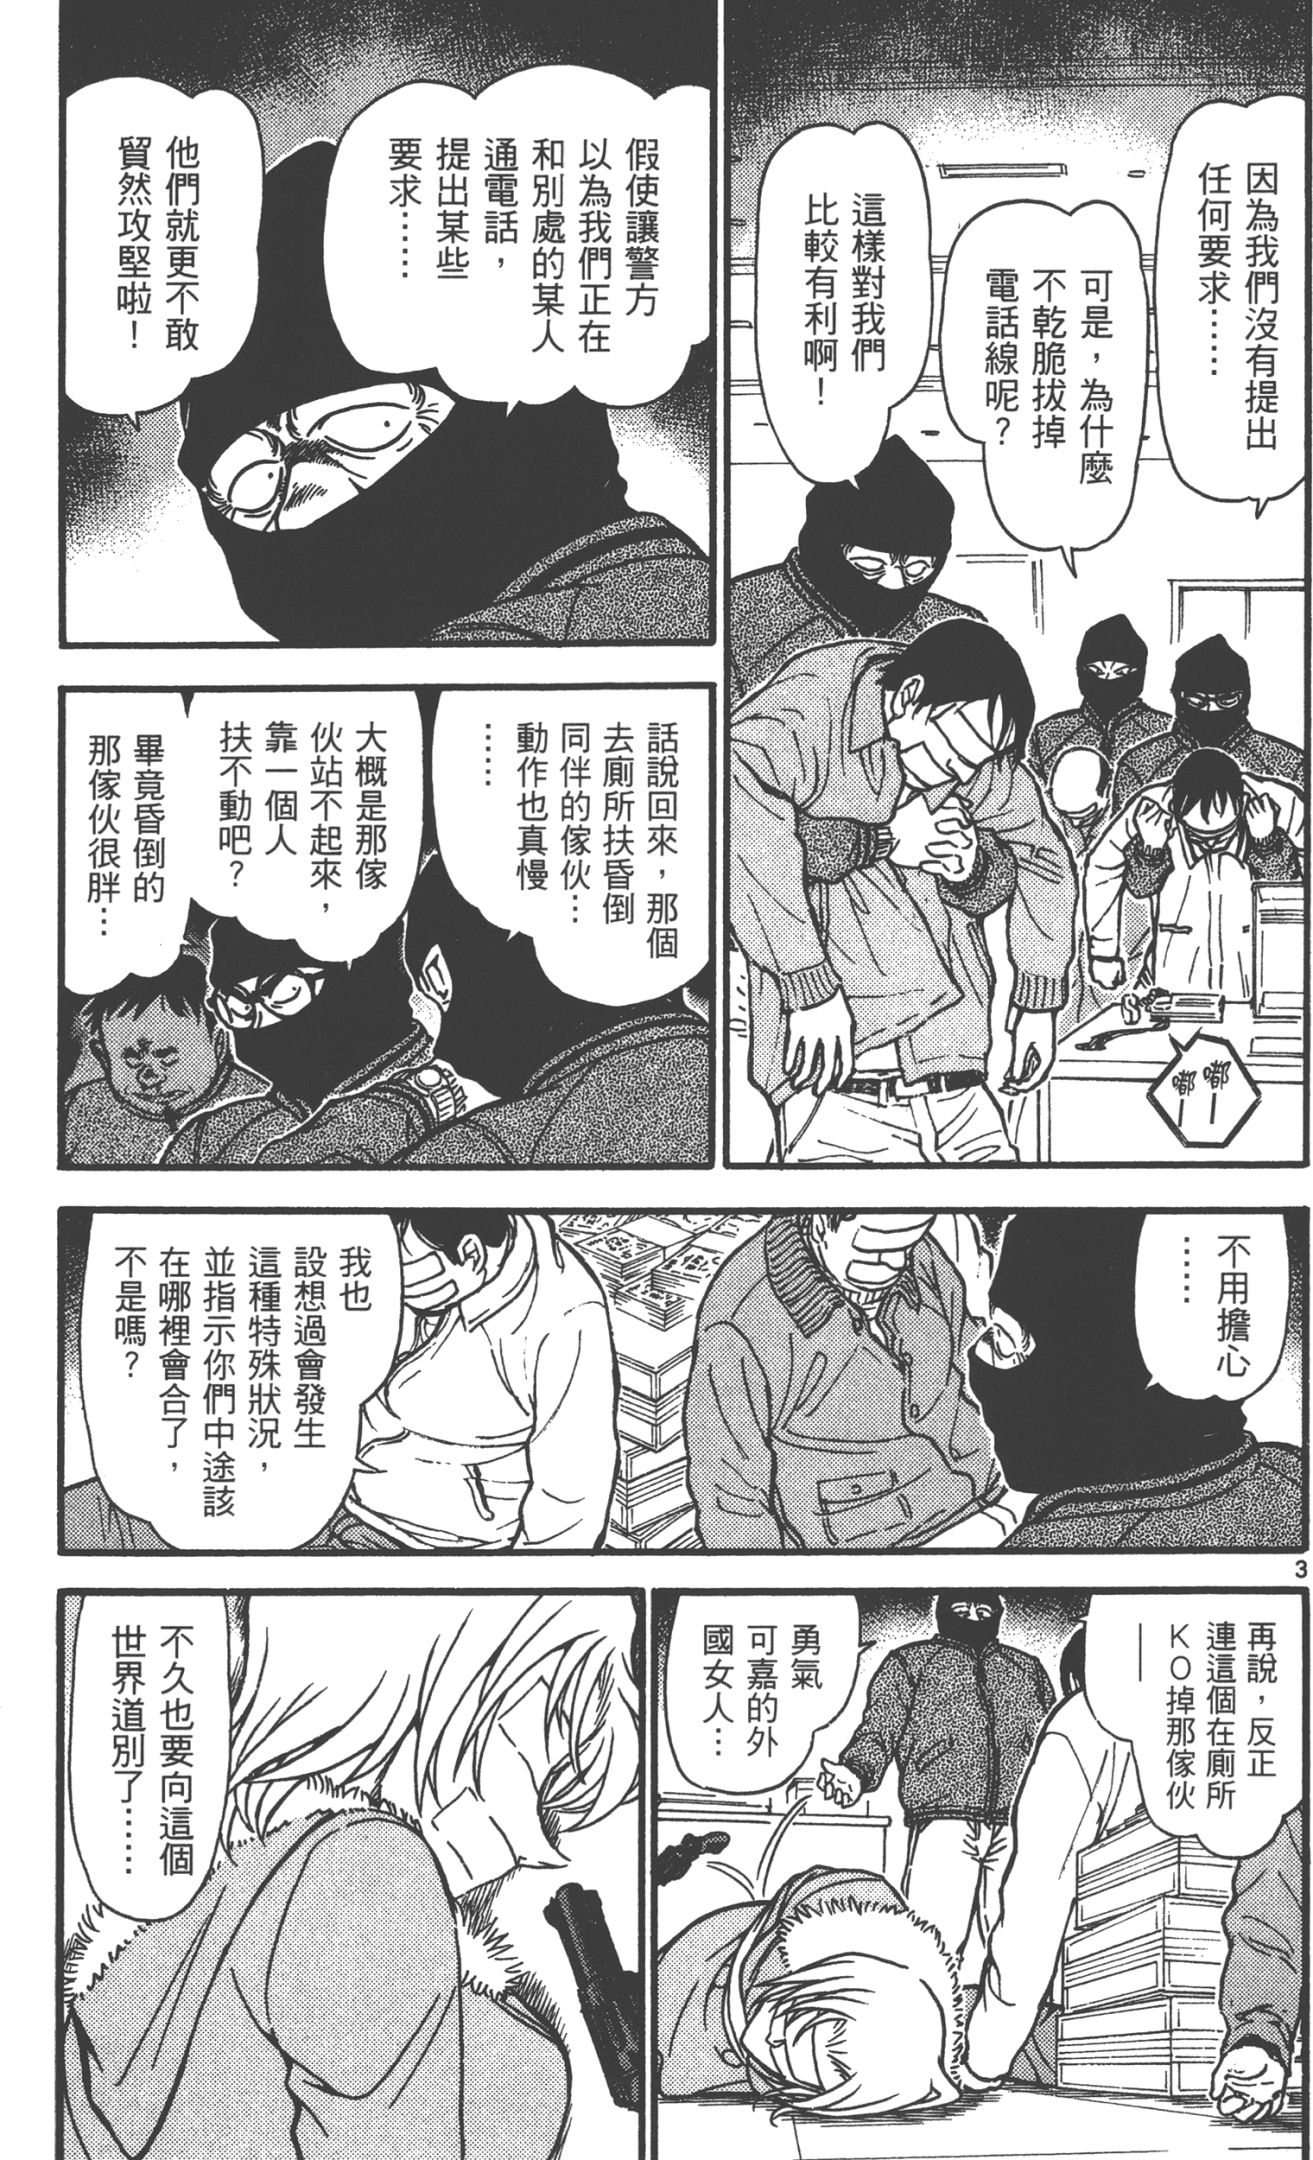 因為我們沒有提出
任何要求⋯⋯
可是，為什麼
不乾脆拔掉
電話線呢？
這樣對我們
比較有利啊！
嘟—
嘟—
假使讓警方
以為我們正在
和別處的某人
通電話，
提出某些
要求⋯⋯
他們就更不敢
貿然攻堅啦！
話說回來，那個
去廁所扶昏倒
同伴的傢伙⋯
動作也真慢
⋯⋯
大概是那傢
伙站不起來，
靠一個人
扶不動吧？
畢竟昏倒的
那傢伙很胖⋯
不用擔心
⋯⋯
我也
設想過會發生
這種特殊狀況，
並指示你們中途該
在哪裡會合了，
不是嗎？
3
再說，反正
連這個在廁所
KO掉那傢伙
——
勇氣
可嘉的外
國女人⋯
不久也要向這個
世界道別了⋯⋯